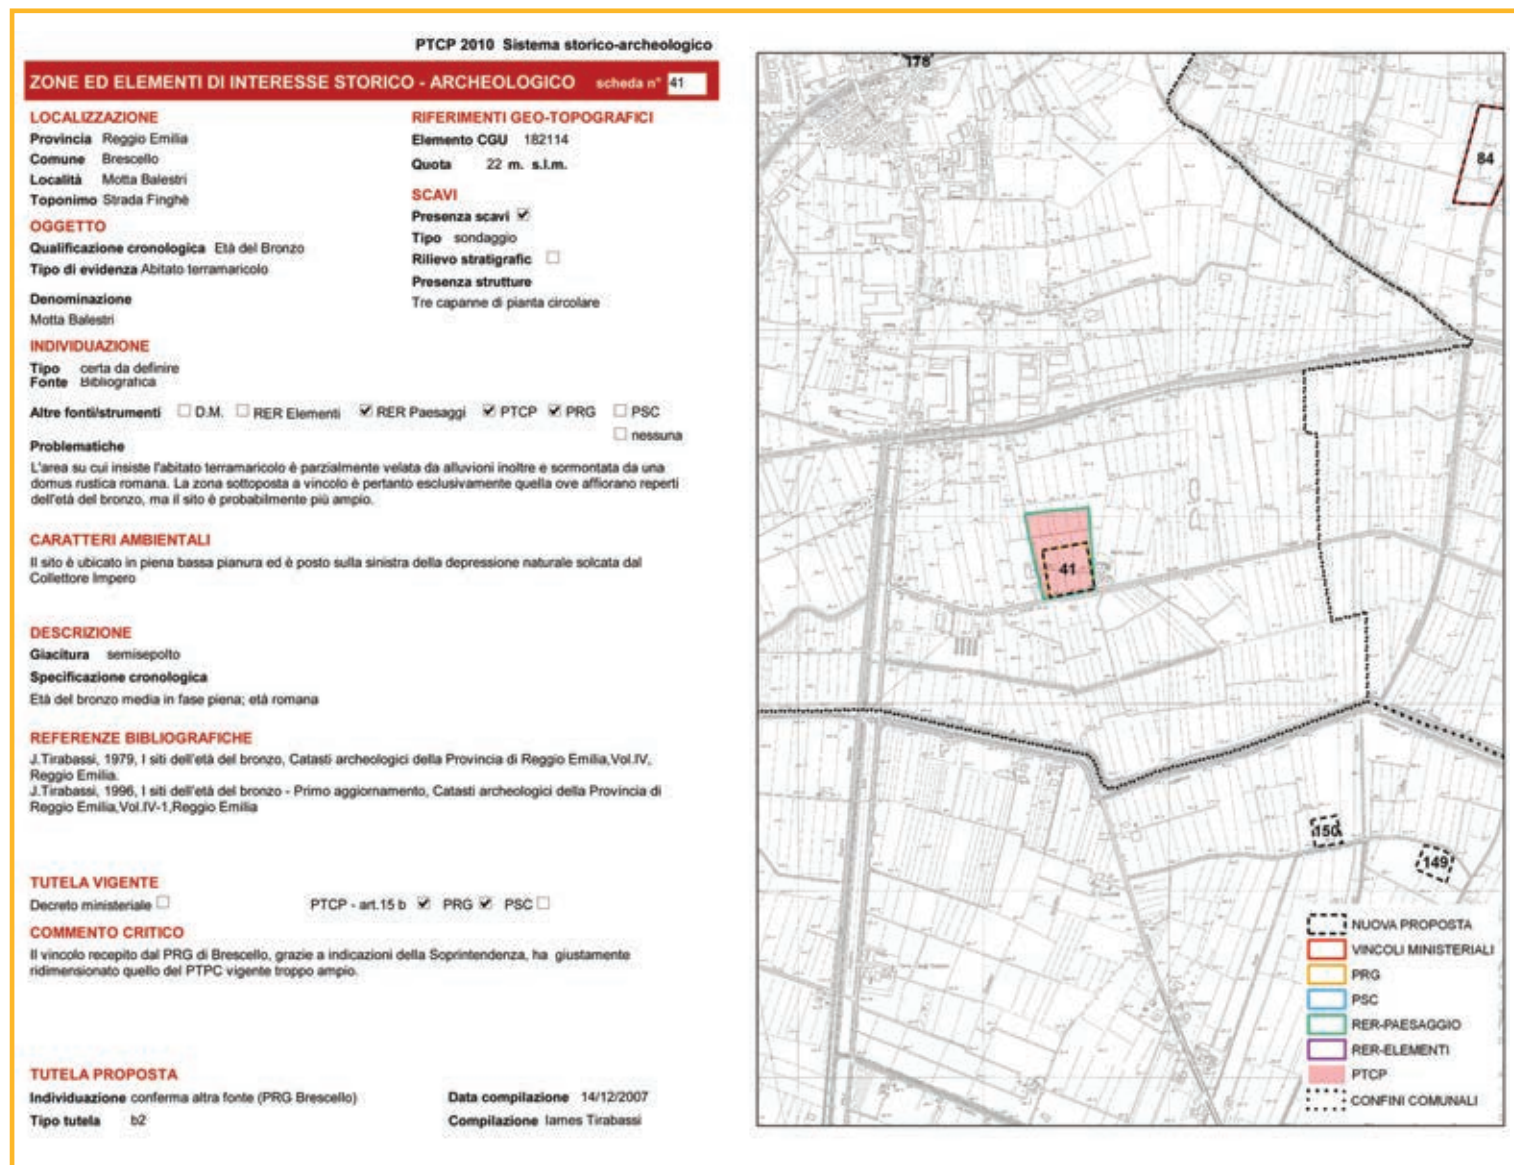 PTCP 2010 Sistema storico-archeologico
ZONE ED ELEMENTI DI INTERESSE STORICO - ARCHEOLOGICO scheda n° 41
LOCALIZZAZIONE
Provincia Reggio Emilia
Comune Brescello
Località Motta Balestri
Toponimo Strada Finghè
OGGETTO
Qualificazione cronologica Età del Bronzo
Tipo di evidenza Abitato terramaricolo
Denominazione
Motta Balestri
RIFERIMENTI GEO-TOPOGRAFICI
Elemento CGU 182114
Quota 22 m. s.l.m.
SCAVI
Presenza scavi
Tipo sondaggio
Rilievo stratigrafic
Presenza strutture
Tre capanne di pianta circolare
INDIVIDUAZIONE
Tipo certa da definire
Fonte Bibliografica
Altre fonti/strumenti D.M. RER Elementi RER Paesaggi PTCP PRG PSC
nessuna
Problematiche
L'area su cui insiste l'abitato terramaricolo è parzialmente velata da alluvioni inoltre e sormontata da una
domus rustica romana. La zona sottoposta a vincolo è pertanto esclusivamente quella ove affiorano reperti
dell'età del bronzo, ma il sito è probabilmente più ampio.
CARATTERI AMBIENTALI
Il sito è ubicato in piena bassa pianura ed è posto sulla sinistra della depressione naturale solcata dal
Collettore Impero
DESCRIZIONE
Giacitura semisepolto
Specificazione cronologica
Età del bronzo media in fase piena; età romana
REFERENZE BIBLIOGRAFICHE
J.Tirabassi, 1979, I siti dell'età del bronzo, Catasti archeologici della Provincia di Reggio Emilia,Vol.IV,
Reggio Emilia.
J.Tirabassi, 1996, I siti dell'età del bronzo - Primo aggiornamento, Catasti archeologici della Provincia di
Reggio Emilia,Vol.IV-1,Reggio Emilia
TUTELA VIGENTE
Decreto ministeriale PTCP - art.15 b PRG PSC
COMMENTO CRITICO
Il vincolo recepito dal PRG di Brescello, grazie a indicazioni della Soprintendenza, ha giustamente
ridimensionato quello del PTPC vigente troppo ampio.
TUTELA PROPOSTA
Individuazione conferma altra fonte (PRG Brescello)
Tipo tutela b2
Data compilazione 14/12/2007
Compilazione Iames Tirabassi
178
84
41
150
149
NUOVA PROPOSTA
VINCOLI MINISTERIALI
PRG
PSC
RER-PAESAGGIO
RER-ELEMENTI
PTCP
CONFINI COMUNALI